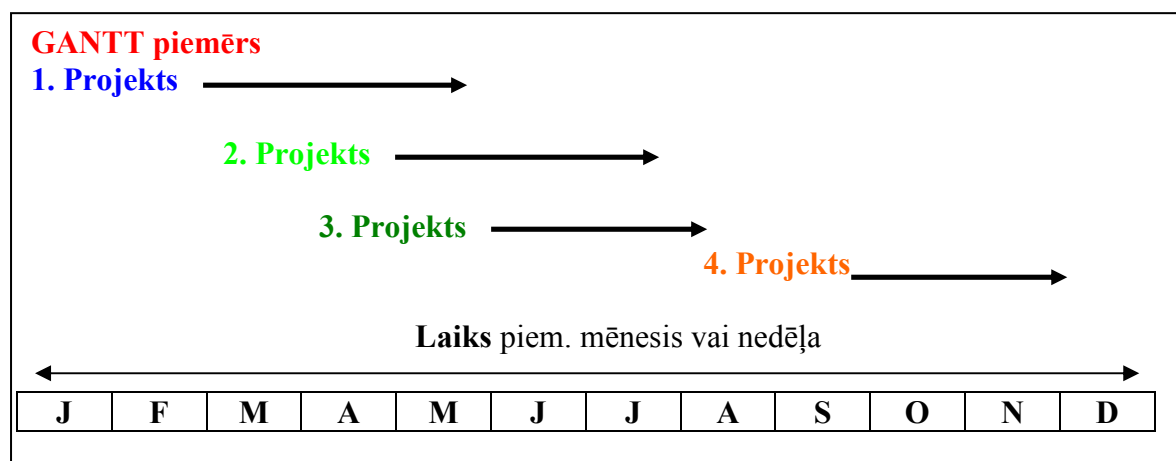 GANTT piemērs
1. Projekts
2. Projekts
3. Projekts
4. Projekts
Laiks piem. mēnesis vai nedēļa
J F M A M J J A S O N D